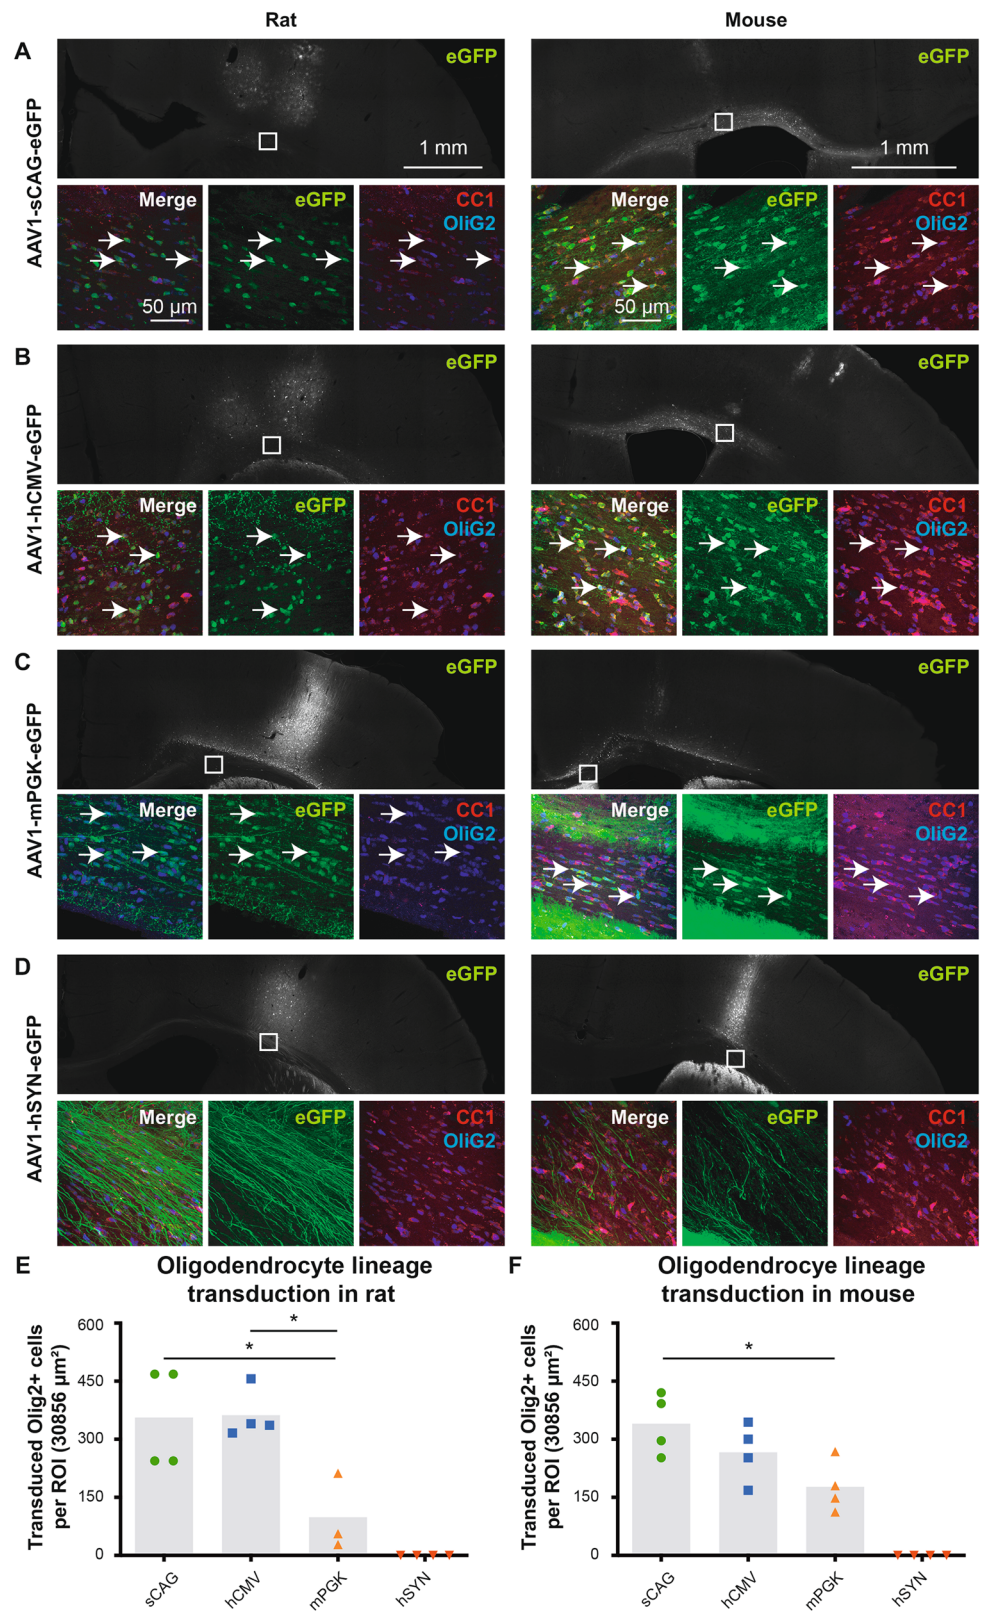 Rat
Mouse
A
AAV1-sCAG-eGFP
eGFP
1 mm
eGFP
1 mm
Merge
50 µm
eGFP
CC1
OliG2
Merge
50 µm
eGFP
CC1
OliG2
B
AAV1-hCMV-eGFP
eGFP
eGFP
Merge
eGFP
CC1
OliG2
Merge
eGFP
CC1
OliG2
C
AAV1-mPGK-eGFP
eGFP
eGFP
Merge
eGFP
CC1
OliG2
Merge
eGFP
CC1
OliG2
D
AAV1-hSYN-eGFP
eGFP
eGFP
Merge
eGFP
CC1
OliG2
Merge
eGFP
CC1
OliG2
E
Oligodendrocyte lineage
transduction in rat
Transduced Olig2+ cells
per ROI (30856 µm²)
600
450
300
150
0
*
*
sCAG
hCMV
mPGK
hSYN
F
Oligodendrocye lineage
transduction in mouse
Transduced Olig2+ cells
per ROI (30856 µm²)
600
450
300
150
0
*
sCAG
hCMV
mPGK
hSYN